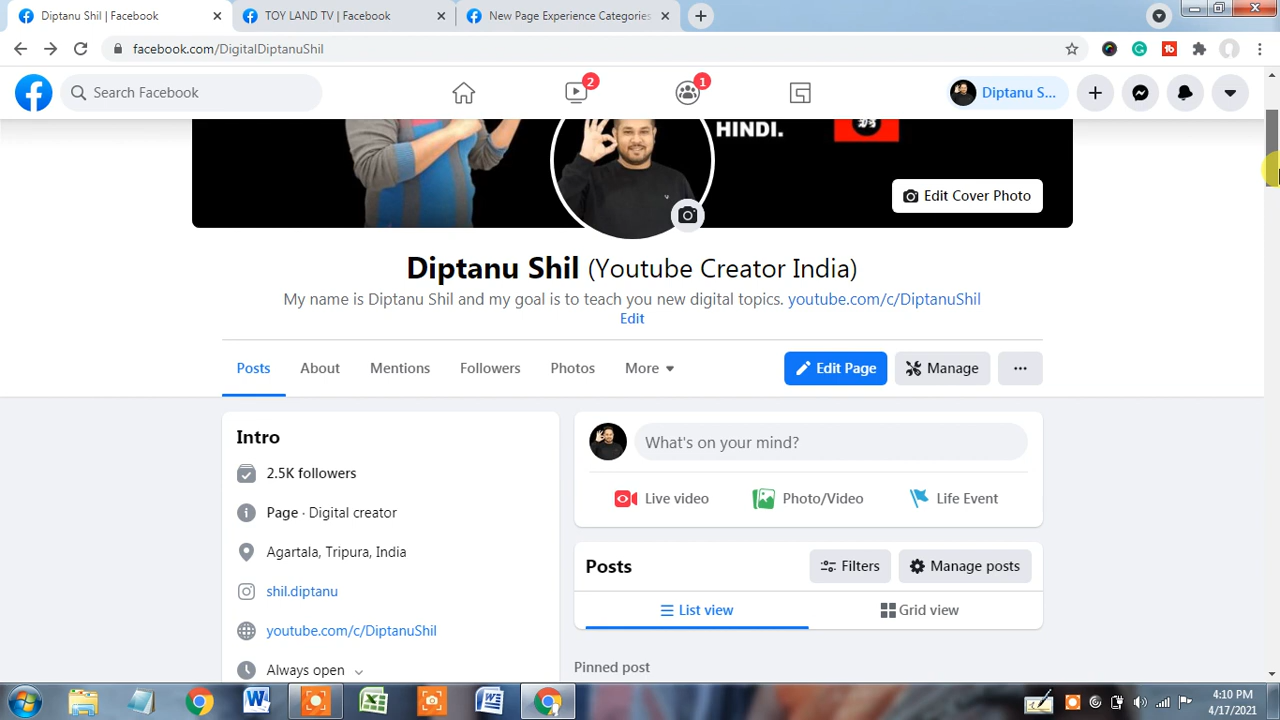 Diptanu Shil | Facebook
TOY LAND TV | Facebook
New Page Experience Categories
facebook.com/DigitalDiptanuShil
Search Facebook
2
1
Diptanu S...
HINDI.
Edit Cover Photo
Diptanu Shil (Youtube Creator India)
My name is Diptanu Shil and my goal is to teach you new digital topics. youtube.com/c/DiptanuShil
Edit
Posts
About
Mentions
Followers
Photos
More
Edit Page
Manage
Intro
2.5K followers
Page · Digital creator
Agartala, Tripura, India
shil.diptanu
youtube.com/c/DiptanuShil
Always open
What's on your mind?
Live video
Photo/Video
Life Event
Posts
Filters
Manage posts
List view
Grid view
Pinned post
4:10 PM
4/17/2021